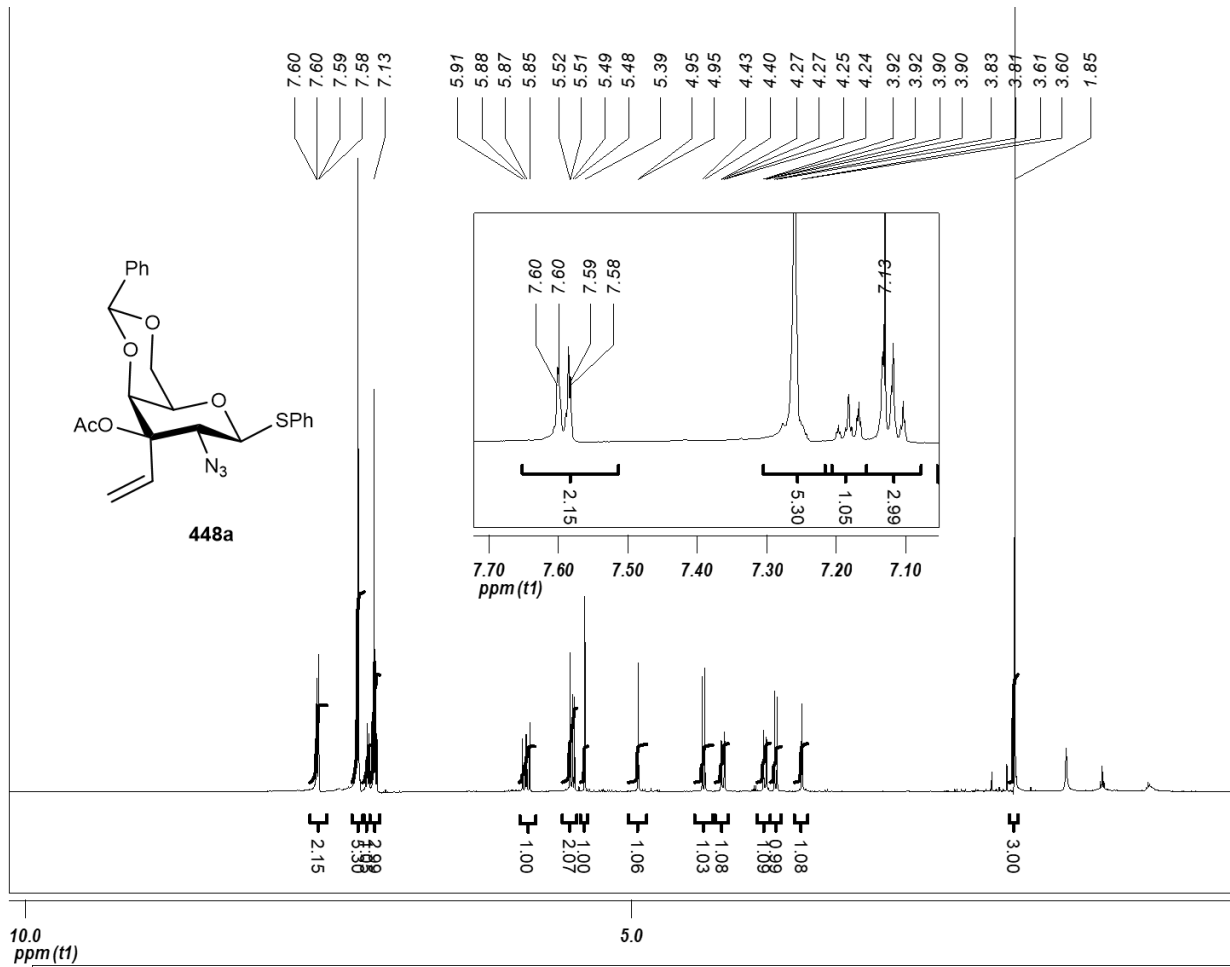 7.60 7.60 7.59 7.58 7.13 5.91 5.88 5.87 5.85 5.52 5.51 5.49 5.48 5.39 4.95 4.95 4.43 4.40 4.27 4.27 4.25 4.24 3.92 3.92 3.90 3.90 3.83 3.81 3.61 3.60 1.85
Ph
O
O
O
AcO
SPh
N3
448a
7.60 7.60 7.59 7.58 7.13
2.15 5.30 1.05 2.99
7.70 7.60 7.50 7.40 7.30 7.20 7.10
ppm (t1)
2.15 5.30 1.05 2.99 1.00 2.07 1.00 1.06 1.03 1.08 1.09 0.99 1.08 3.00
10.0 5.0
ppm (t1)